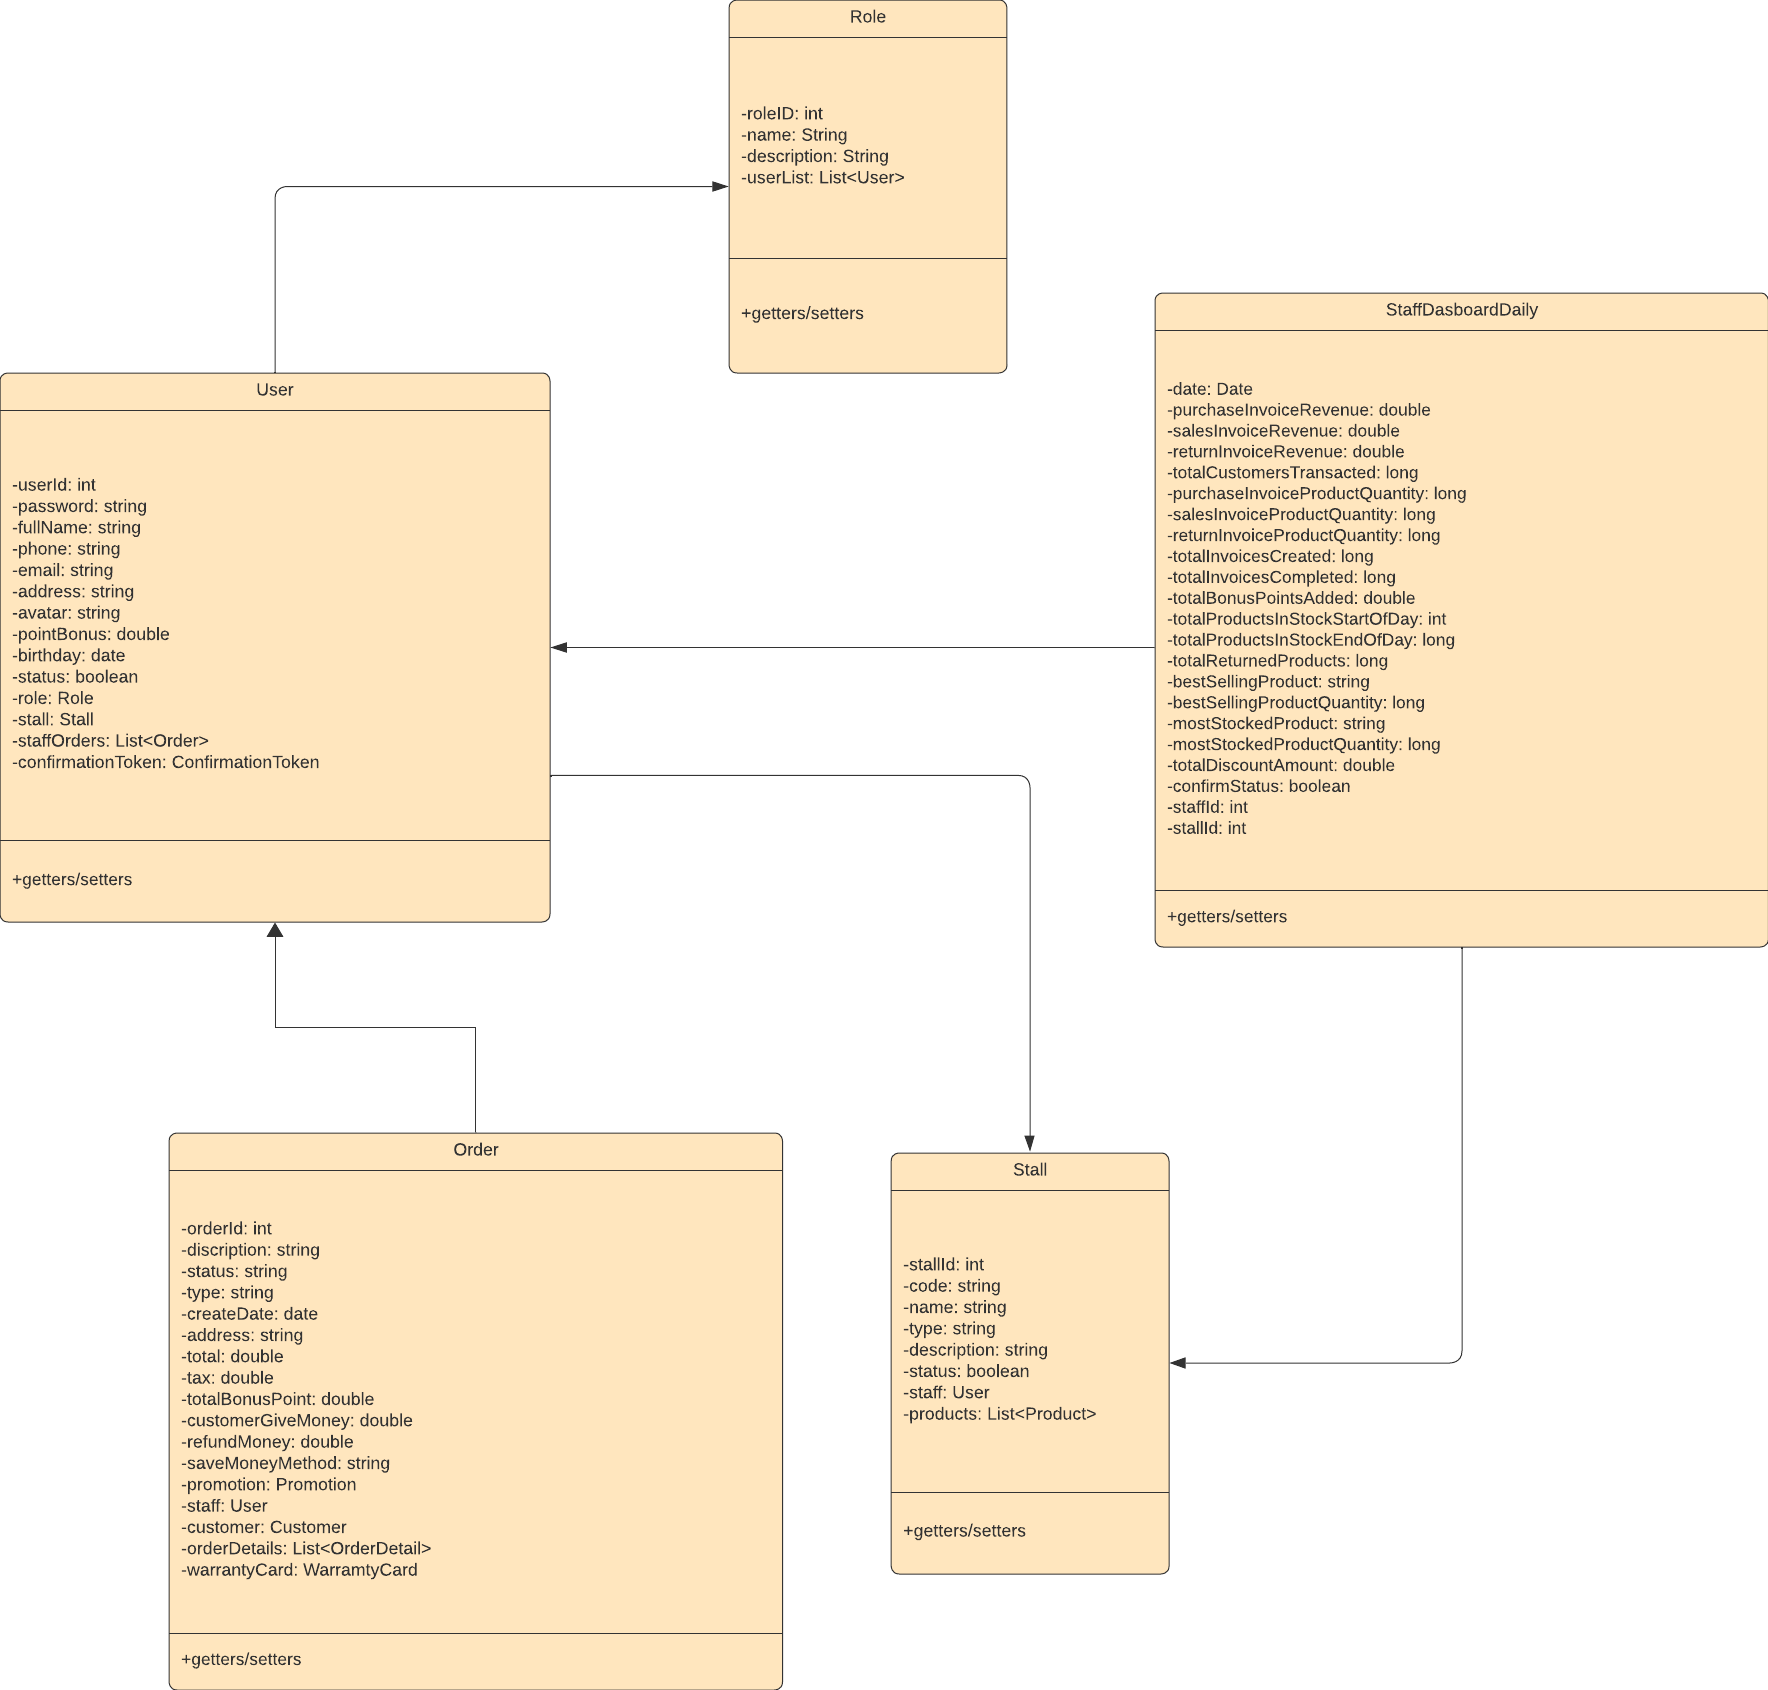 Role
-roleID: int
-name: String
-description: String
-userList: List<User>
+getters/setters
StaffDasboardDaily
-date: Date
-purchaseInvoiceRevenue: double
-salesInvoiceRevenue: double
-returnInvoiceRevenue: double
-totalCustomersTransacted: long
-purchaseInvoiceProductQuantity: long
-salesInvoiceProductQuantity: long
-returnInvoiceProductQuantity: long
-totalInvoicesCreated: long
-totalInvoicesCompleted: long
-totalBonusPointsAdded: double
-totalProductsInStockStartOfDay: int
-totalProductsInStockEndOfDay: long
-totalReturnedProducts: long
-bestSellingProduct: string
-bestSellingProductQuantity: long
-mostStockedProduct: string
-mostStockedProductQuantity: long
-totalDiscountAmount: double
-confirmStatus: boolean
-staffId: int
-stallId: int
+getters/setters
User
-userId: int
-password: string
-fullName: string
-phone: string
-email: string
-address: string
-avatar: string
-pointBonus: double
-birthday: date
-status: boolean
-role: Role
-stall: Stall
-staffOrders: List<Order>
-confirmationToken: ConfirmationToken
+getters/setters
Order
-orderId: int
-discription: string
-status: string
-type: string
-createDate: date
-address: string
-total: double
-tax: double
-totalBonusPoint: double
-customerGiveMoney: double
-refundMoney: double
-saveMoneyMethod: string
-promotion: Promotion
-staff: User
-customer: Customer
-orderDetails: List<OrderDetail>
-warrantyCard: WarramtyCard
+getters/setters
Stall
-stallId: int
-code: string
-name: string
-type: string
-description: string
-status: boolean
-staff: User
-products: List<Product>
+getters/setters